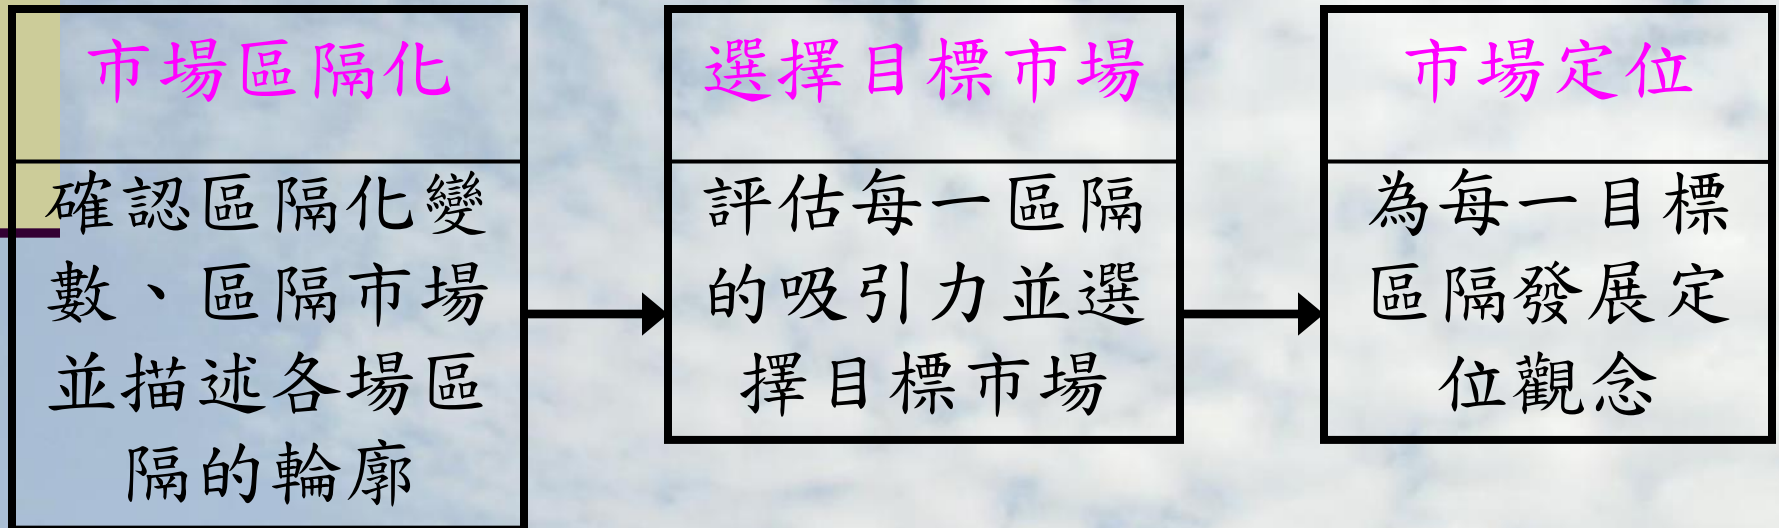 市場區隔化
確認區隔化變
數、區隔市場
並描述各場區
隔的輪廓
選擇目標市場
評估每一區隔
的吸引力並選
擇目標市場
市場定位
為每一目標
區隔發展定
位觀念